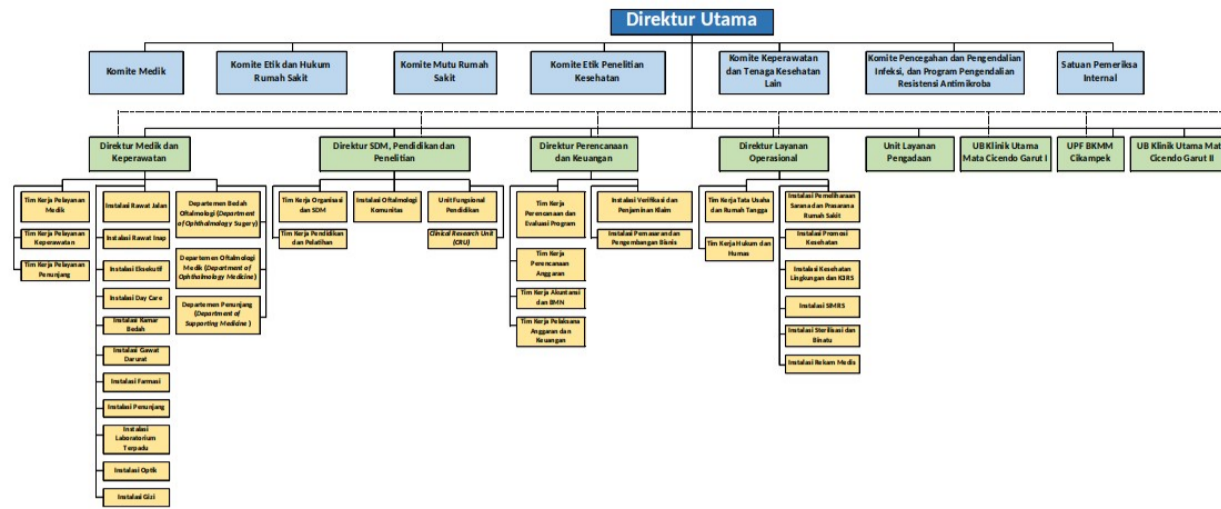 Direktur Utama
Komite Medik
Komite Etik dan Hukum
Rumah Sakit
Komite Mutu Rumah
Sakit
Komite Etik Penelitian
Kesehatan
Komite Keperawatan
dan Tenaga Kesehatan
Lain
Komite Pencegahan dan Pengendalian
Infeksi, dan Program Pengendalian
Resistensi Antimikroba
Satuan Pemeriksa
Internal
Direktur Medik dan
Keperawatan
Direktur SDM, Pendidikan dan
Penelitian
Direktur Perencanaan
dan Keuangan
Direktur Layanan
Operasional
Unit Layanan
Pengadaan
UB Klinik Utama
Mata Cicendo Garut I
UPF BKMM
Cikampek
UB Klinik Utama Mat
Cicendo Garut II
Tim Kerja Pelayanan
Medik
Tim Kerja Pelayanan
Keperawatan
Tim Kerja Pelayanan
Penunjang
Instalasi Rawat Jalan
Instalasi Rawat Inap
Instalasi Eksekutif
Instalasi Day Care
Instalasi Kamar
Bedah
Instalasi Gawat
Darurat
Instalasi Farmasi
Instalasi Penunjang
Instalasi
Laboratorium
Terpadu
Instalasi Optik
Instalasi Gizi
Departemen Bedah
Oftalmologi (Department
of Ophthalmology Sugery)
Departemen Oftalmologi
Medik (Department of
Ophthalmology Medicine)
Departemen Penunjang
(Department of
Supporting Medicine )
Tim Kerja Organisasi
dan SDM
Tim Kerja Pendidikan
dan Pelatihan
Instalasi Oftalmologi
Komunitas
Unit Fungsional
Pendidikan
Clinical Research Unit
(CRU)
Tim Kerja
Perencanaan dan
Evaluasi Program
Tim Kerja
Perencanaan
Anggaran
Tim Kerja Akuntansi
dan BMN
Tim Kerja Pelaksana
Anggaran dan
Keuangan
Instalasi Verifikasi dan
Penjaminan Klaim
Instalasi Pemasaran dan
Pengembangan Bisnis
Tim Kerja Tata Usaha
dan Rumah Tangga
Tim Kerja Hukum dan
Humas
Instalasi Pemeliharaan
Sarana dan Prasarana
Rumah Sakit
Instalasi Promosi
Kesehatan
Instalasi Kesehatan
Lingkungan dan K3RS
Instalasi SIMRS
Instalasi Sterilisasi dan
Binatu
Instalasi Rekam Medis